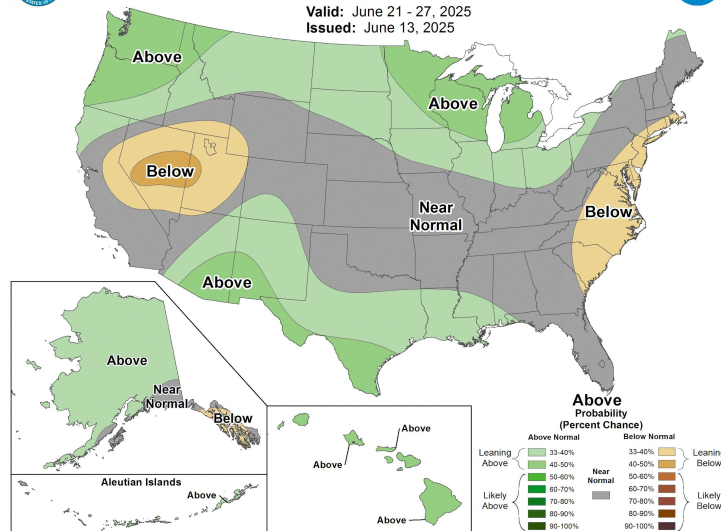 STATES OF
Valid: June 21 - 27, 2025
Issued: June 13, 2025
Above
Above
Below
Near
Normal
Below
Above
Above
Near
Normal
Below
Aleutian Islands
Above
Above
Above
Above
Above
Probability
(Percent Chance)
Above Normal
Below Normal
Leaning
Above
33-40%
40-50%
Likely
Above
50-60%
60-70%
70-80%
80-90%
90-100%
Near
Normal
33-40%
40-50%
50-60%
60-70%
70-80%
80-90%
90-100%
Leaning
Below
Likely
Below